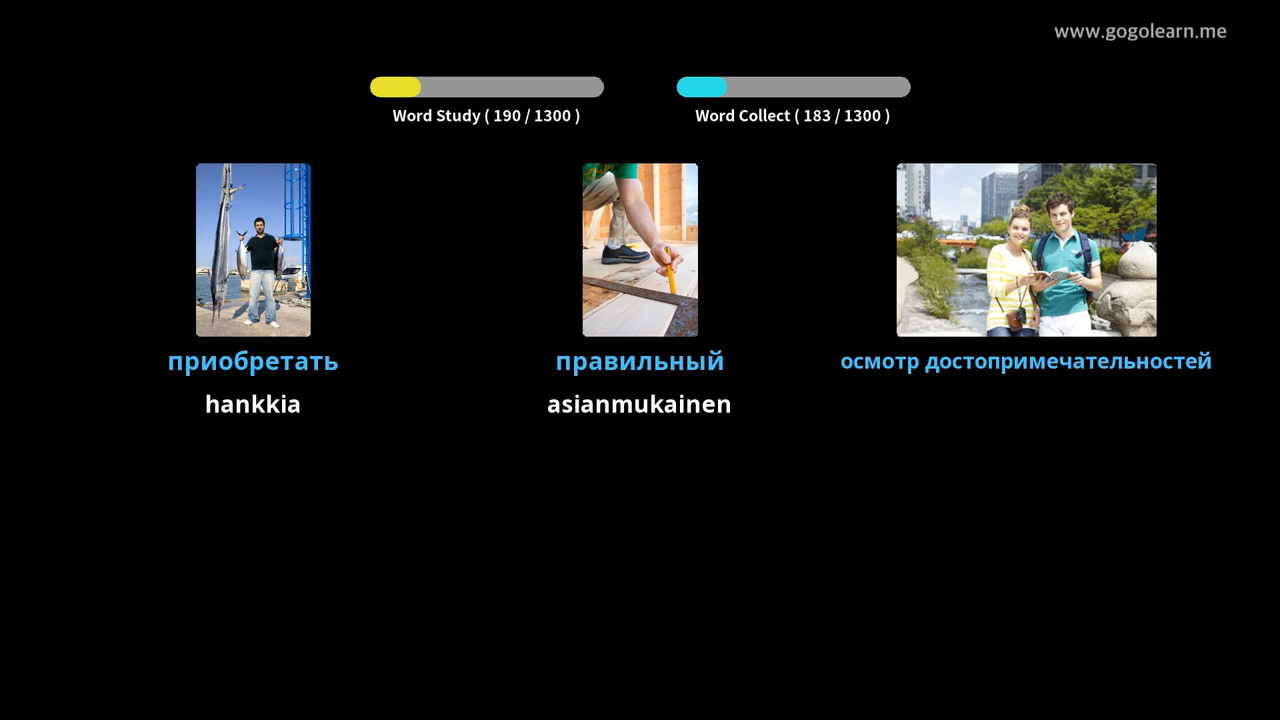 www.gogolearn.me
Word Study ( 190 / 1300 )
Word Collect ( 183 / 1300 )
приобретать
правильный
осмотр достопримечательностей
hankkia
asianmukainen